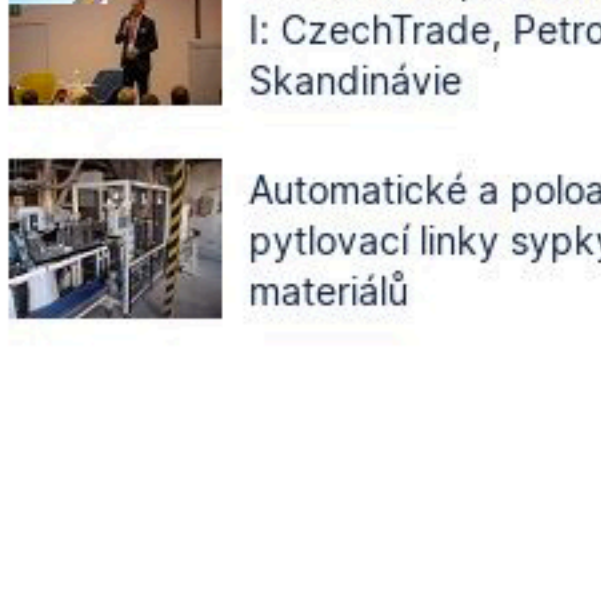 I: CzechTrade, Petro
Skandinávie
Automatické a poloa
pytlovací linky sypk
materiálů